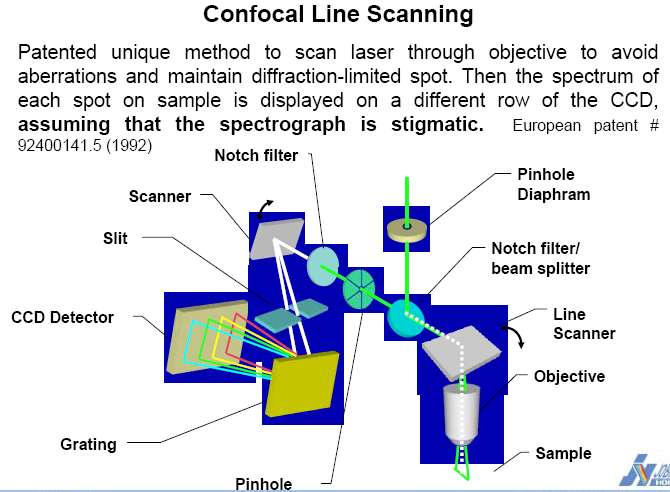 Confocal Line Scanning
Patented unique method to scan laser through objective to avoid
aberrations and maintain diffraction-limited spot. Then the spectrum of
each spot on sample is displayed on a different row of the CCD,
assuming that the spectrograph is stigmatic. European patent #
92400141.5 (1992)
Notch filter
Pinhole
Diaphram
Scanner
Slit
Notch filter/
beam splitter
CCD Detector
Line
Scanner
Objective
Grating
Sample
Pinhole